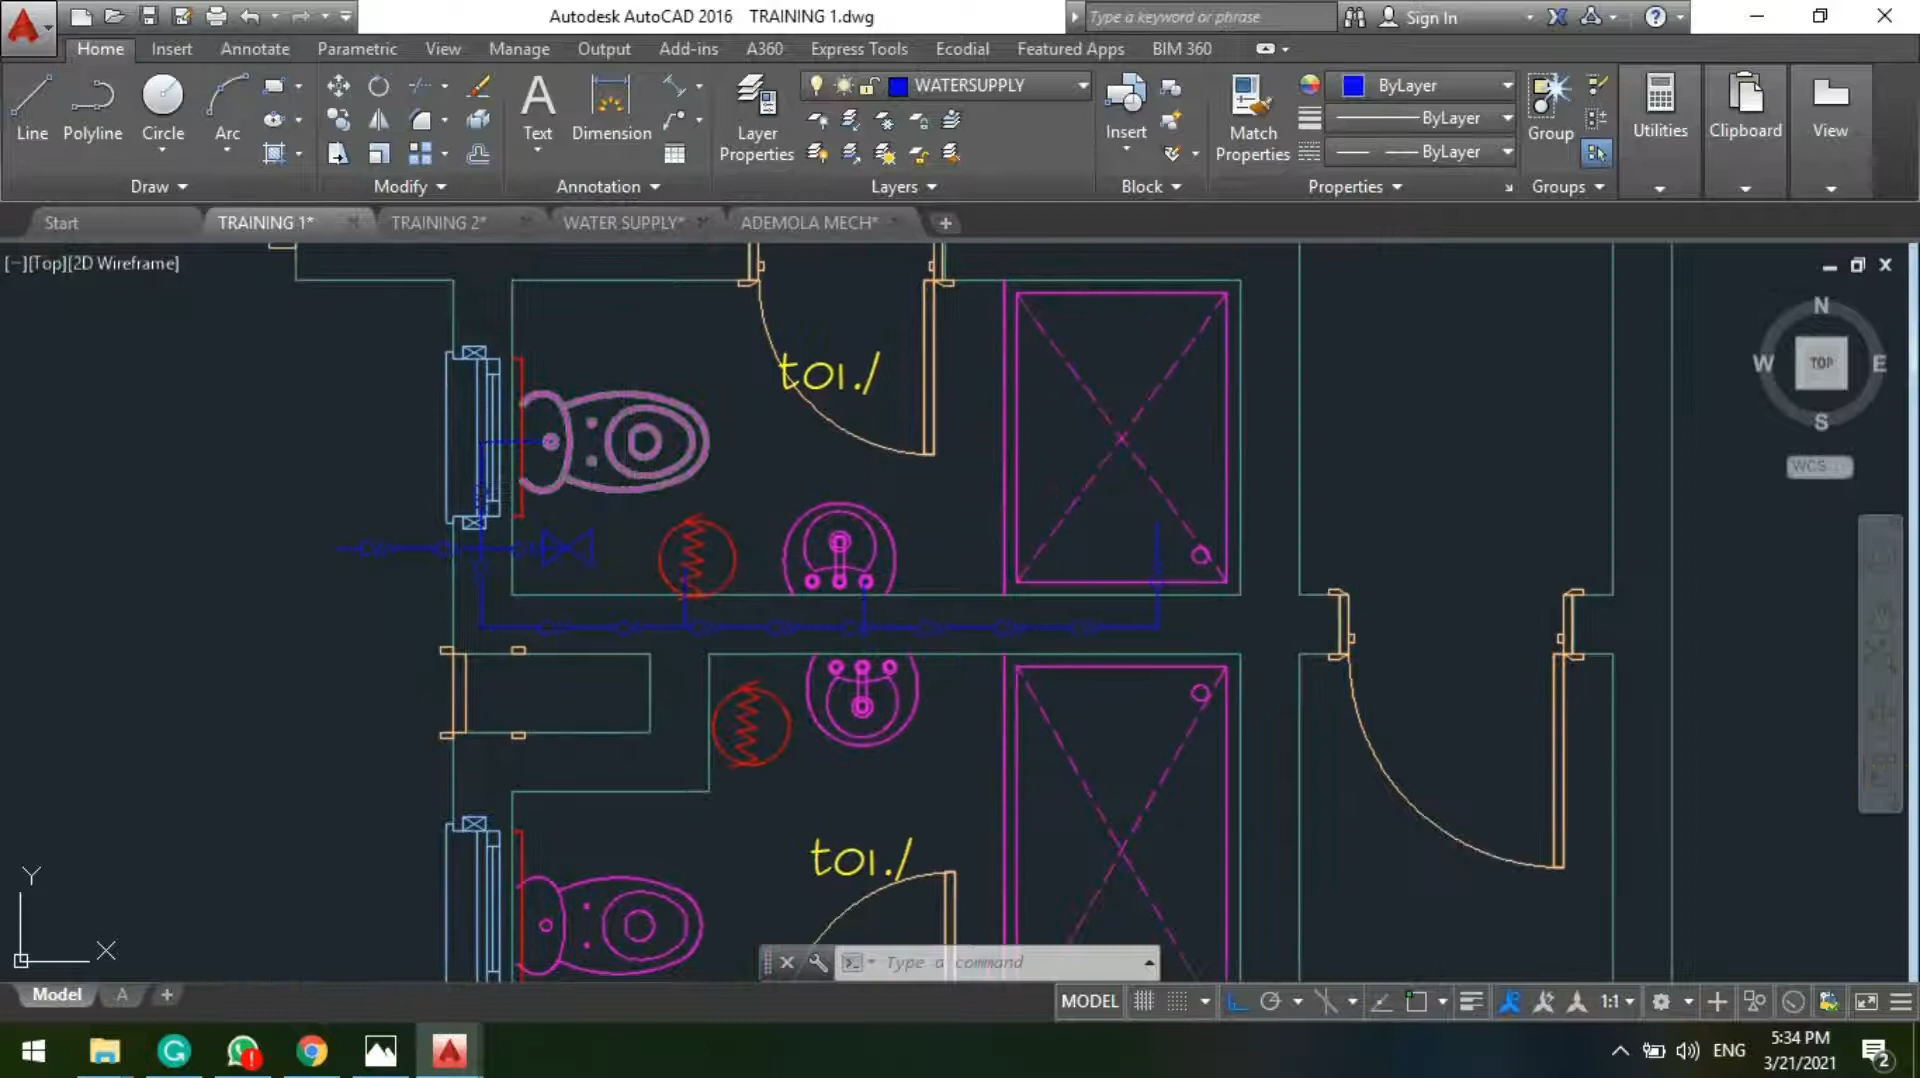 Autodesk AutoCAD 2016 TRAINING 1.dwg
Type a keyword or phrase
Sign In
Home Insert Annotate Parametric View Manage Output Add-ins A360 Express Tools Ecodial Featured Apps BIM 360
WATERSUPPLY
ByLayer
ByLayer
ByLayer
Line Polyline Circle Arc
Text Dimension
Layer Properties
Insert
Match Properties
Group
Utilities Clipboard View
Draw Modify Annotation Layers Block Properties Groups
Start TRAINING 1* TRAINING 2* WATER SUPPLY* ADEMOLA MECH*
[−][Top][2D Wireframe]
N
W TOP E
S
WCS
toi./
toi./
Y
X
Type a command
Model A
MODEL 1:1
5:34 PM
ENG
3/21/2021
2